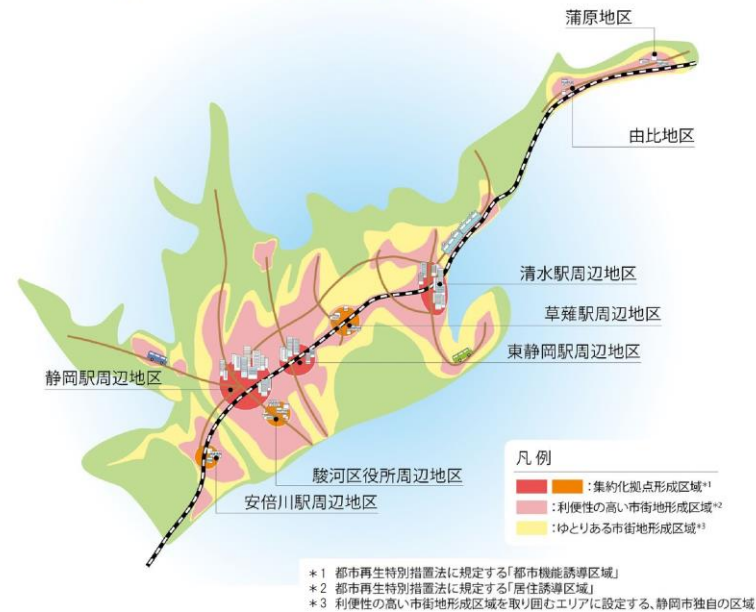 蒲原地区
由比地区
清水駅周辺地区
草薙駅周辺地区
東静岡駅周辺地区
静岡駅周辺地区
駿河区役所周辺地区
安倍川駅周辺地区
凡例
:集約化拠点形成区域*1
:利便性の高い市街地形成区域*2
:ゆとりある市街地形成区域*3
*1 都市再生特別措置法に規定する「都市機能誘導区域」
*2 都市再生特別措置法に規定する「居住誘導区域」
*3 利便性の高い市街地形成区域を取り囲むエリアに設定する、静岡市独自の区域